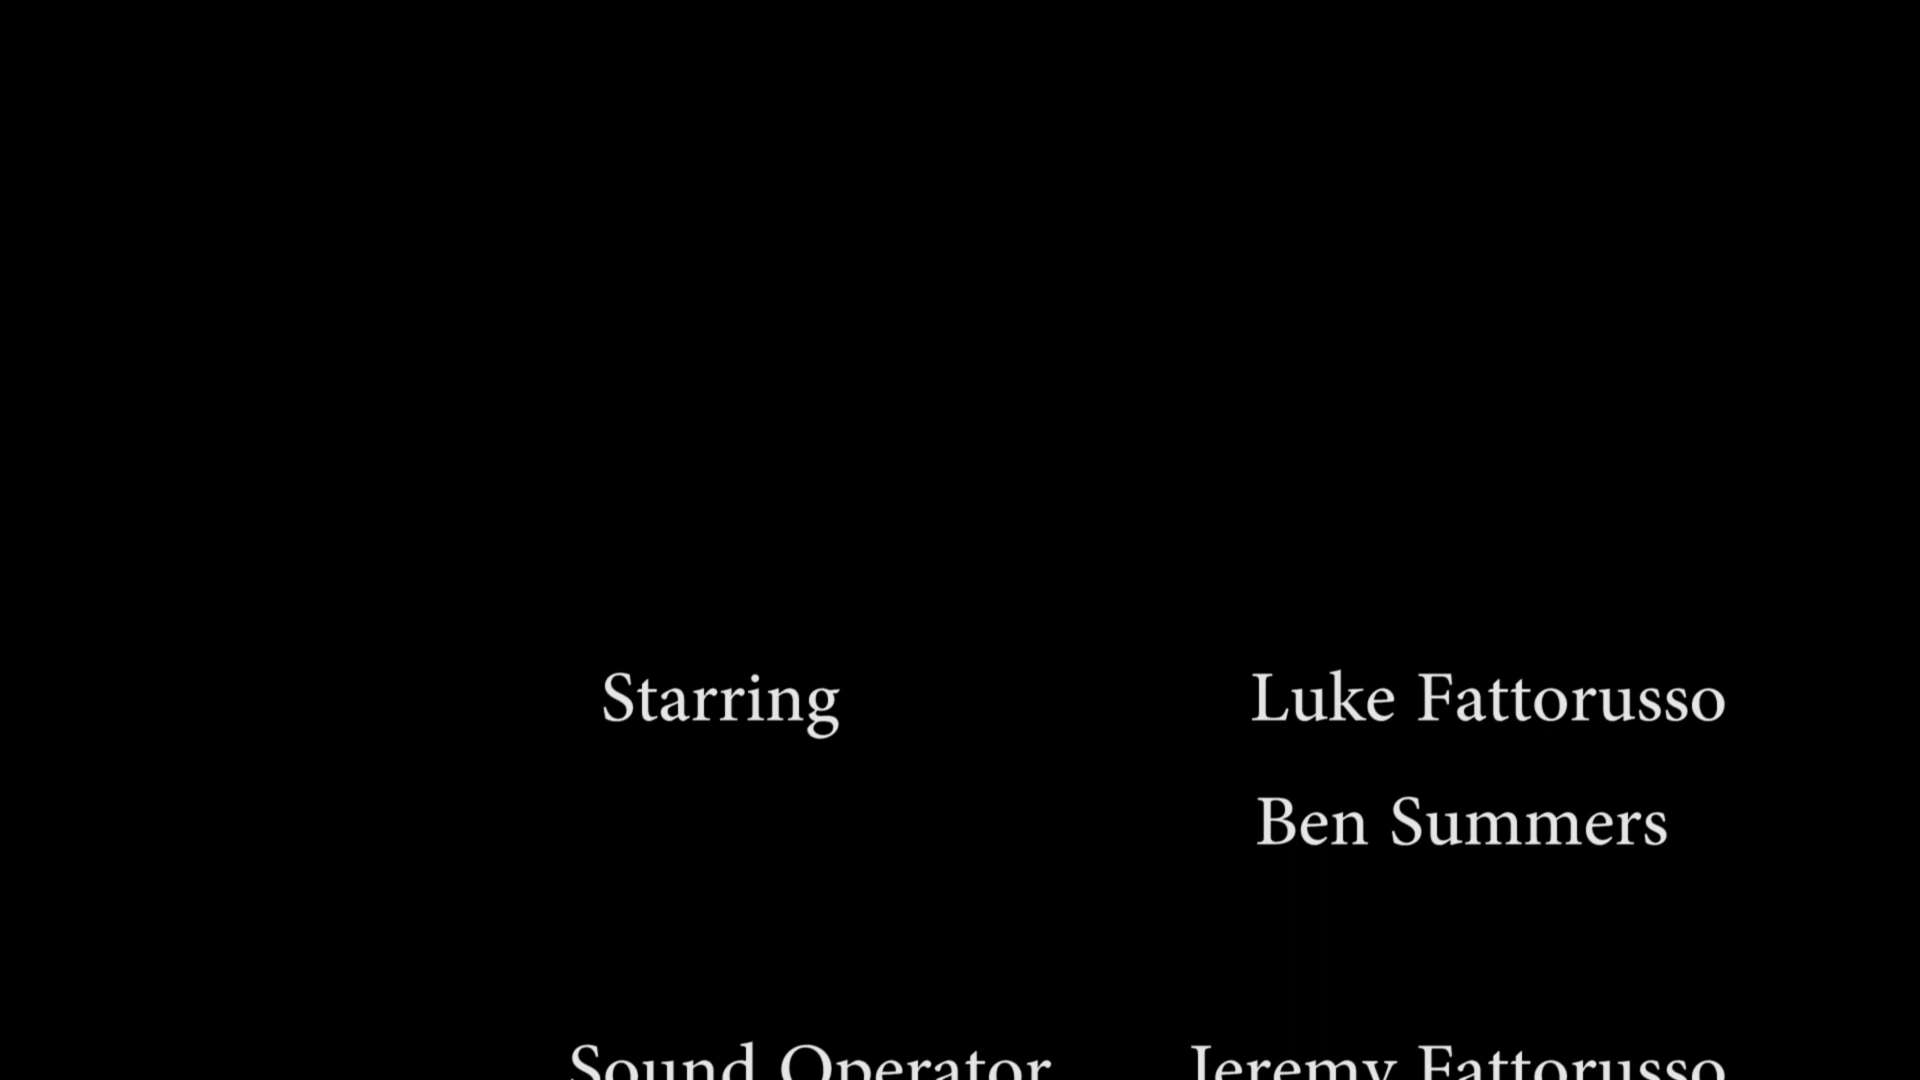 Starring Luke Fattorusso
Ben Summers
Sound Operator Jeremy Fattorusso